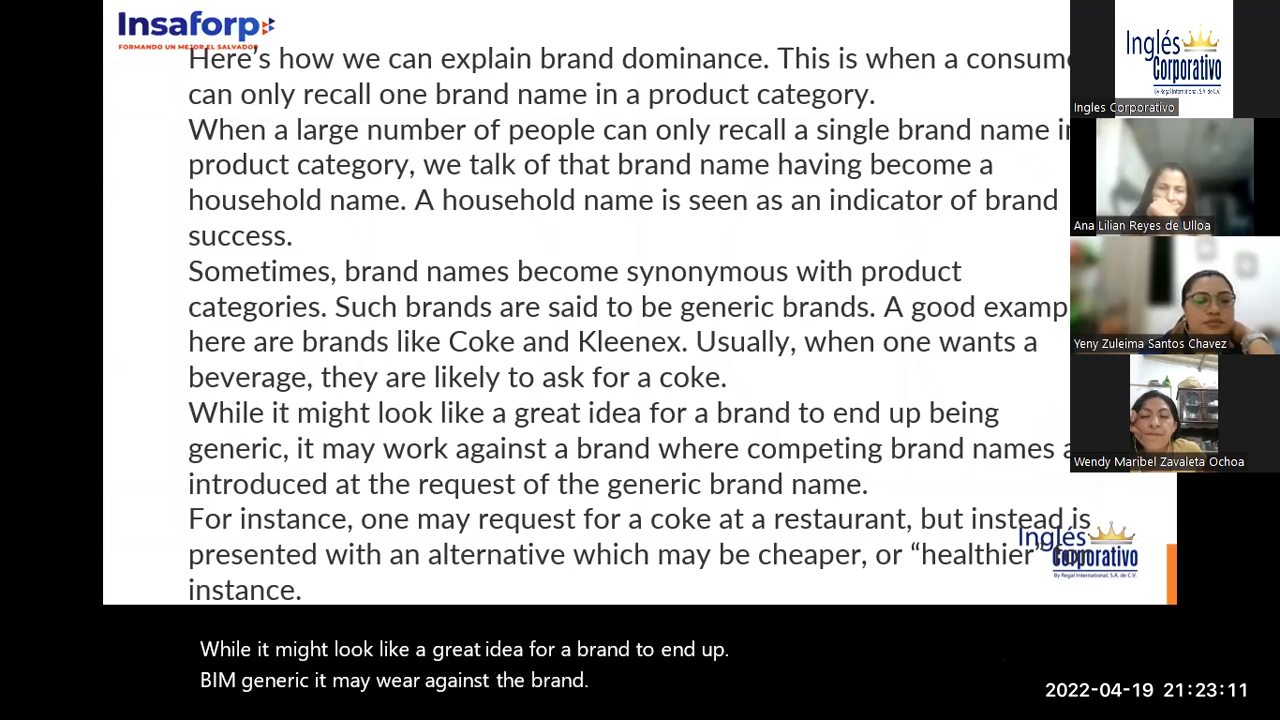 Insaforp
FORMANDO UN MEJOR EL SALVADOR
Here's how we can explain brand dominance. This is when a consume
can only recall one brand name in a product category.
When a large number of people can only recall a single brand name in
product category, we talk of that brand name having become a
household name. A household name is seen as an indicator of brand
success.
Sometimes, brand names become synonymous with product
categories. Such brands are said to be generic brands. A good examp
here are brands like Coke and Kleenex. Usually, when one wants a
beverage, they are likely to ask for a coke.
While it might look like a great idea for a brand to end up being
generic, it may work against a brand where competing brand names a
introduced at the request of the generic brand name.
For instance, one may request for a coke at a restaurant, but instead is
presented with an alternative which may be cheaper, or “healthier” for
instance.
Inglés
Corporativo
By Regal International, S.A. de C.V.
Inglés
Corporativo
By Regal International, S.A. de C.V.
Ingles Corporativo
Ana Lilian Reyes de Ulloa
Yeny Zuleima Santos Chavez
Wendy Maribel Zavaleta Ochoa
While it might look like a great idea for a brand to end up.
BIM generic it may wear against the brand.
2022-04-19 21:23:11